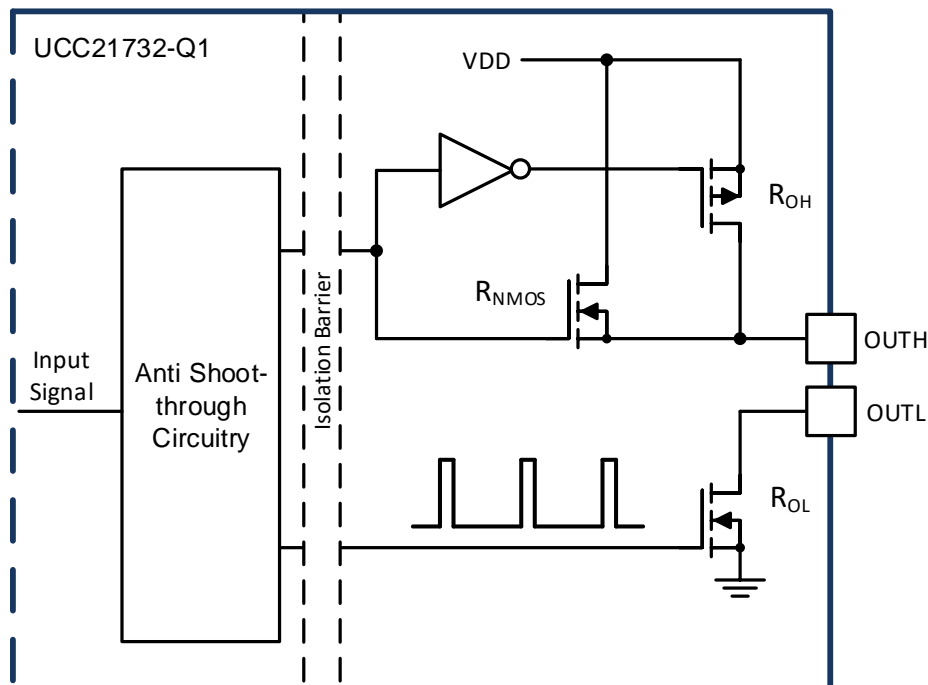 UCC21732-Q1
VDD
R_OH
R_NMOS
Isolation Barrier
Input
Signal
Anti Shoot-
through
Circuitry
OUTH
OUTL
R_OL